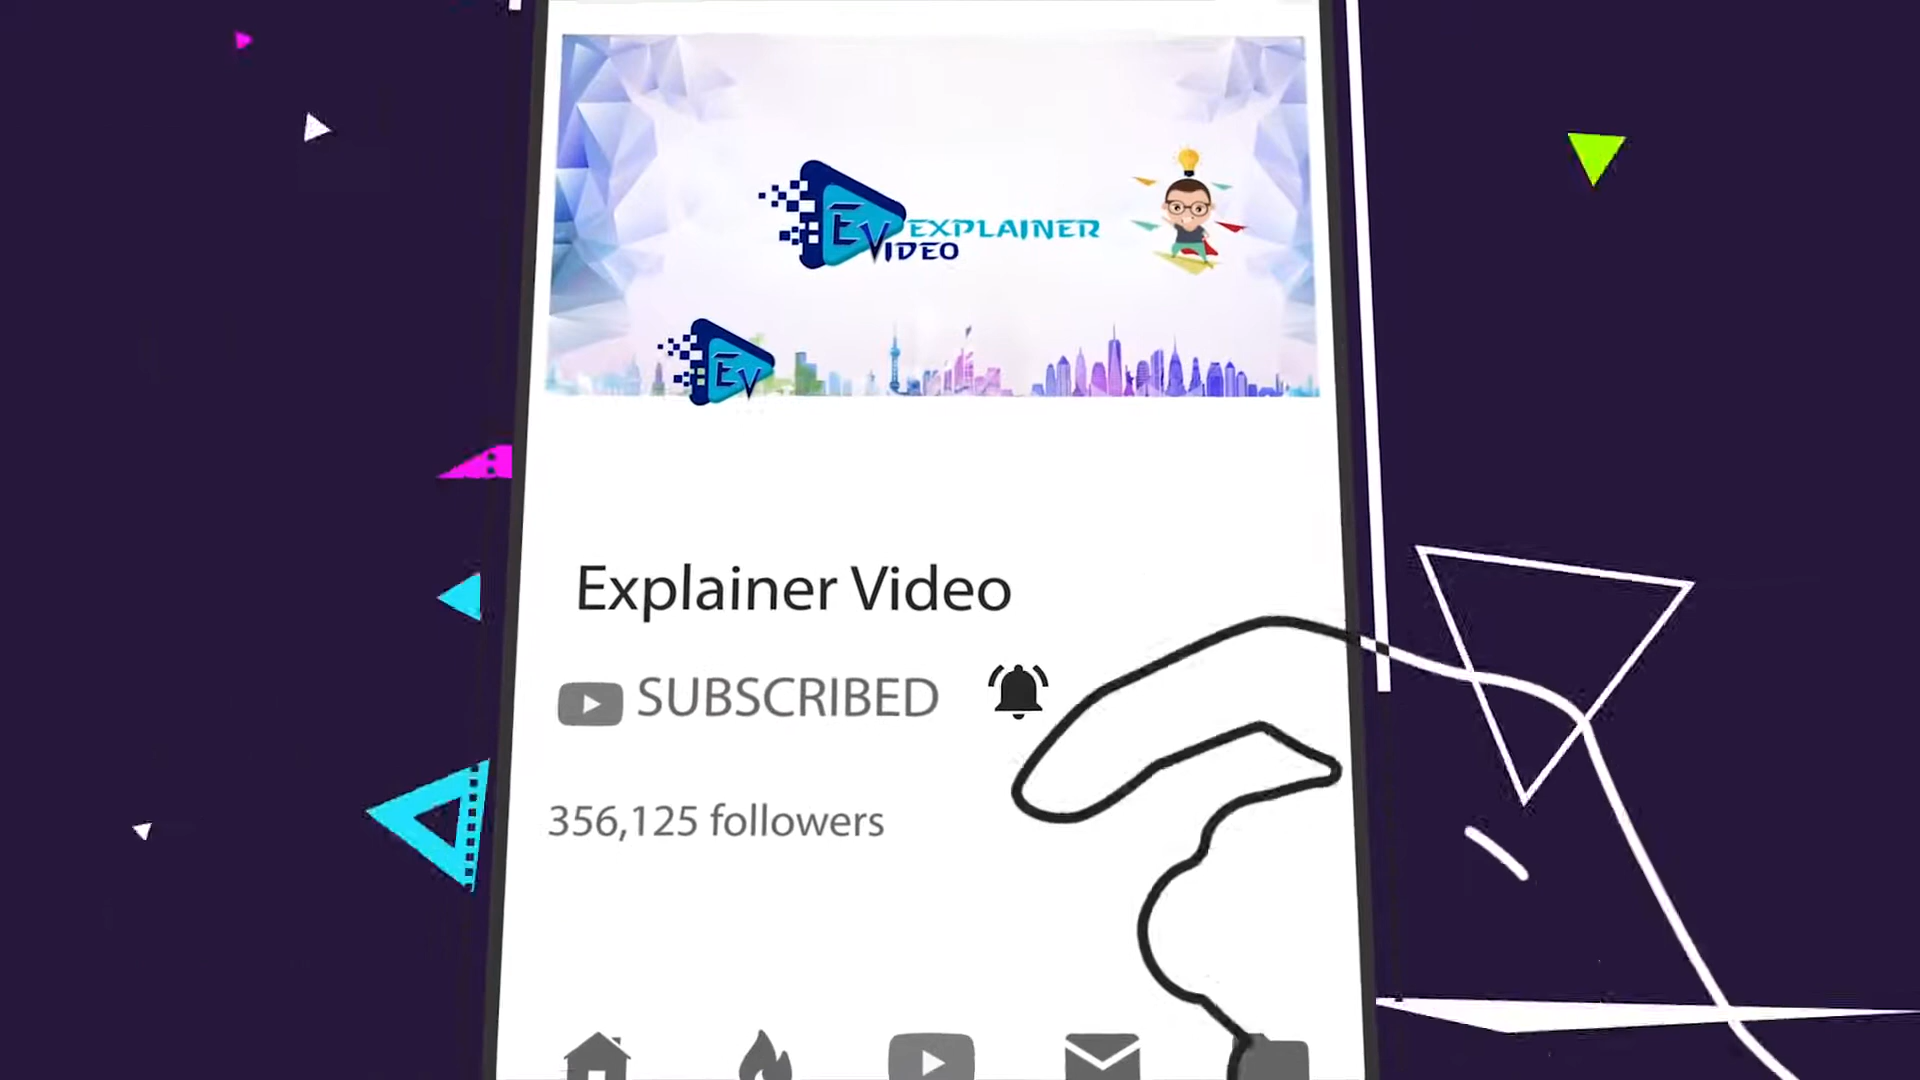 EV EXPLAINER
VIDEO
EV
Explainer Video
SUBSCRIBED
356,125 followers